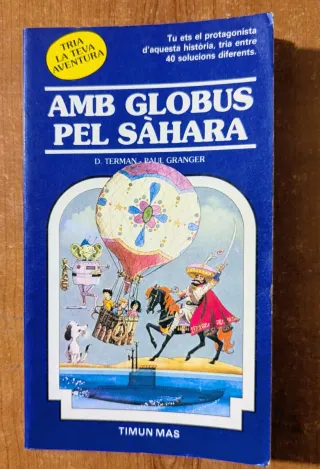 TRIA
LA TEVA
AVENTURA
Tu ets el protagonista
d'aquesta història, tria entre
40 solucions diferents.
AMB GLOBUS
PEL SÀHARA
D. TERMAN - PAUL GRANGER
TIMUN MAS